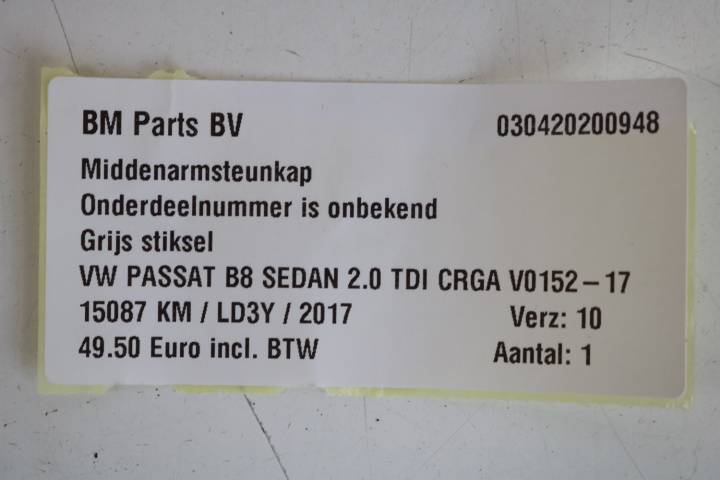 BM Parts BV 030420200948
Middenarmsteunkap
Onderdeelnummer is onbekend
Grijs stiksel
VW PASSAT B8 SEDAN 2.0 TDI CRGA V0152-17
15087 KM / LD3Y / 2017 Verz: 10
49.50 Euro incl. BTW Aantal: 1